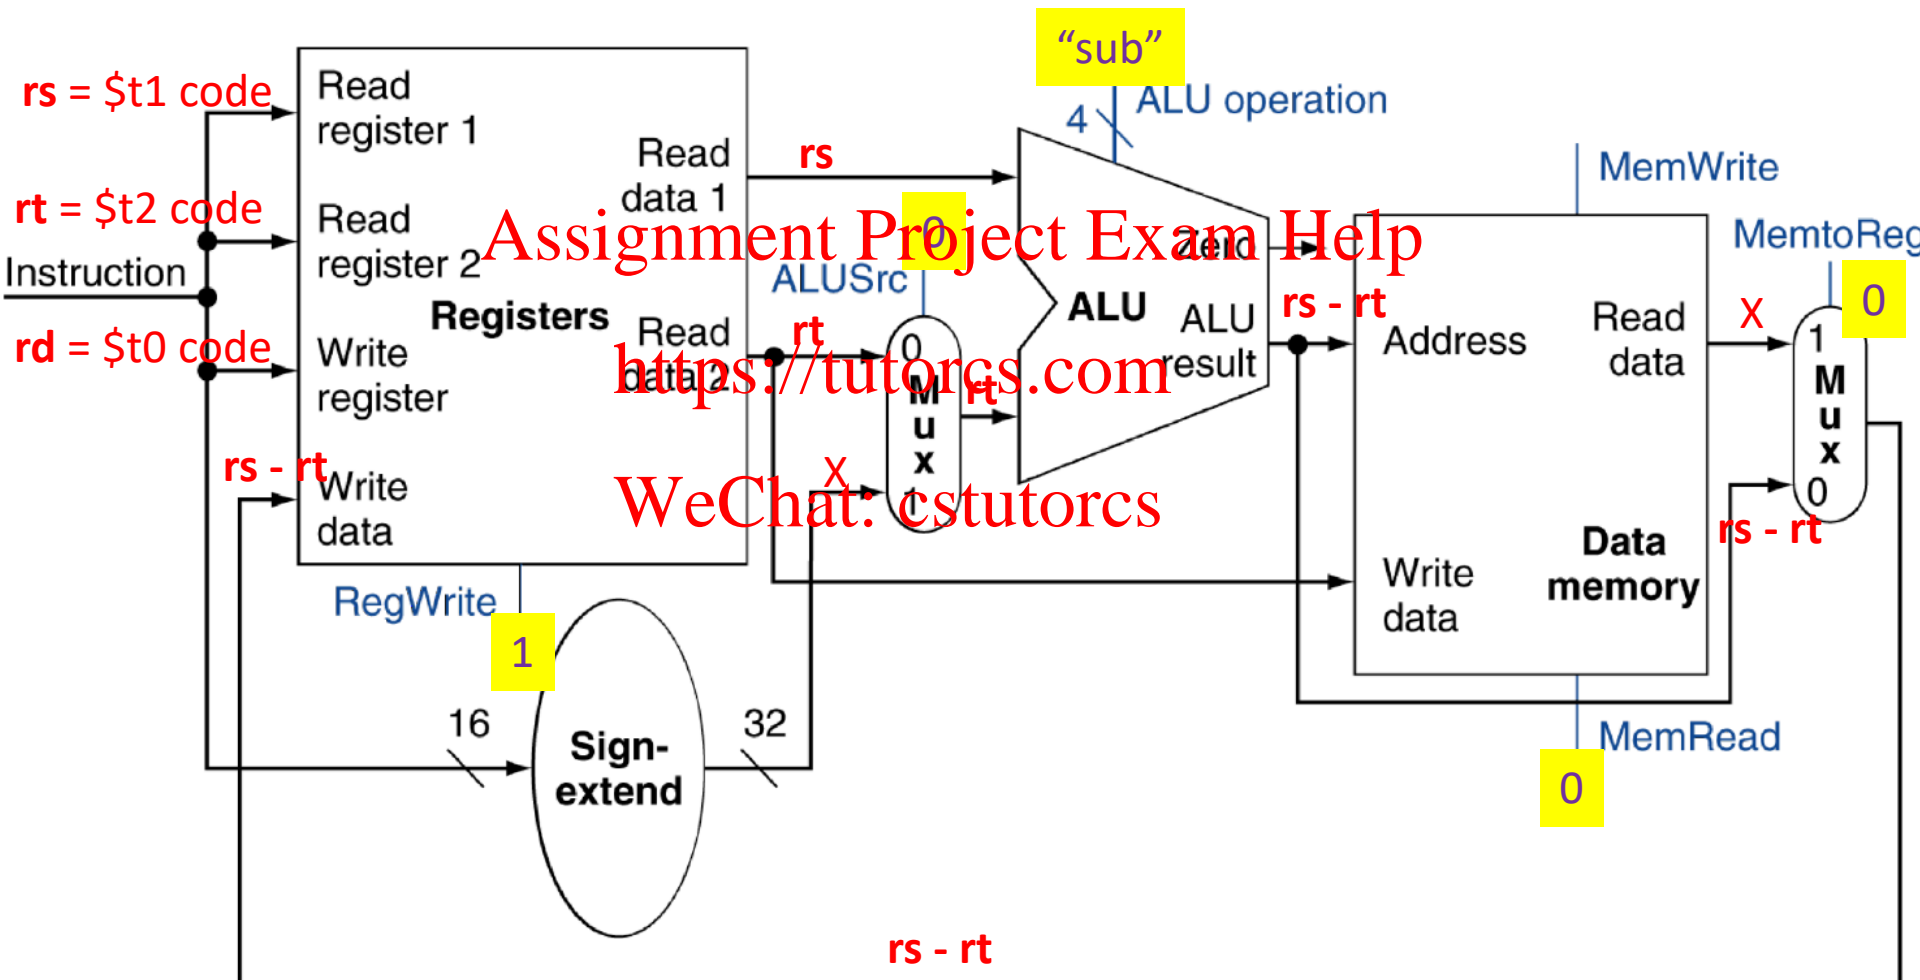 “sub”
rs = $t1 code
Read
register 1
4
ALU operation
Read
data 1
rs
MemWrite
rt = $t2 code
Read
register 2
0
Assignment Project Exam Help
Zero
MemtoReg
Instruction
ALUSrc
Registers
ALU
ALU
result
rs - rt
0
rd = $t0 code
Write
register
Read
data 2
rt
0
M
u
x
1
rt
https://tutorcs.com
Address
Read
data
X
1
M
u
x
0
rs - rt
Write
data
X
WeChat: cstutorcs
rs - rt
Data
memory
Write
data
RegWrite
1
16
Sign-
extend
32
MemRead
0
rs - rt